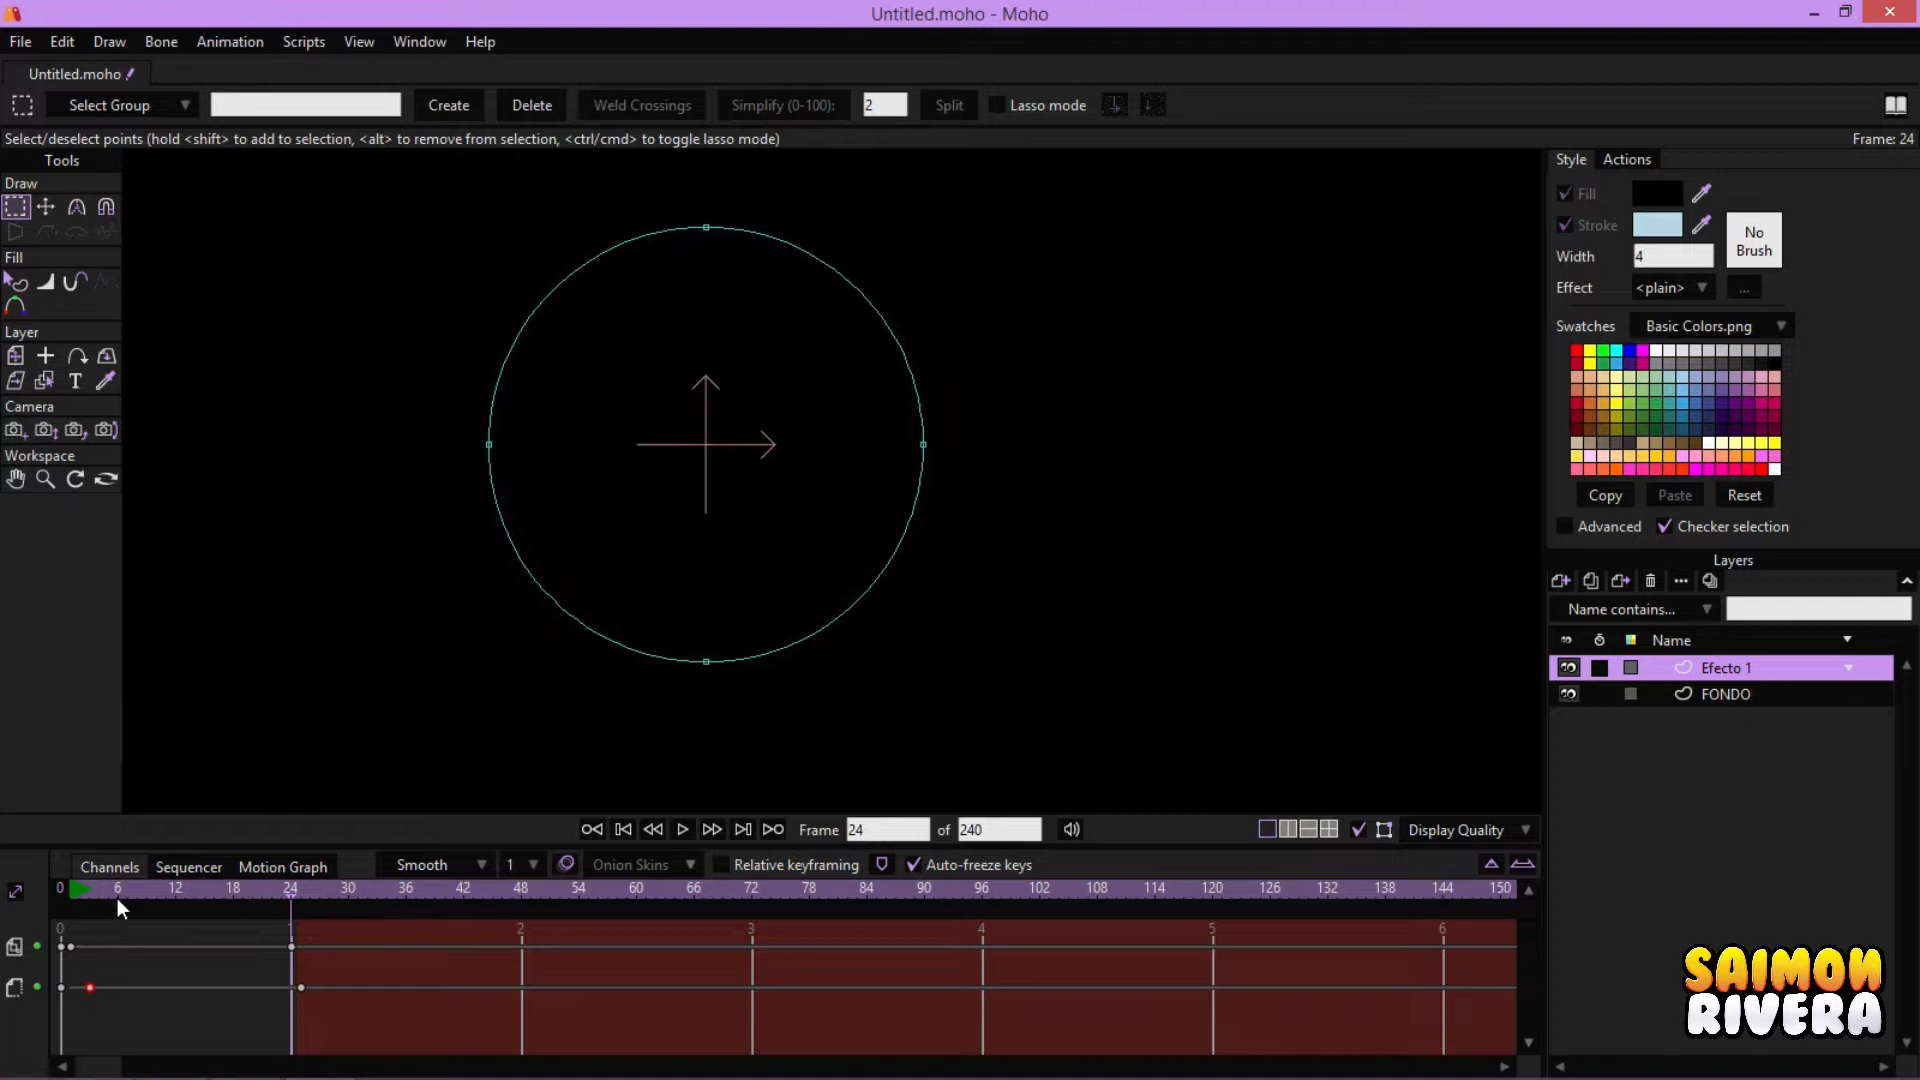 Untitled.moho - Moho
File Edit Draw Bone Animation Scripts View Window Help
Untitled.moho
Select Group Create Delete Weld Crossings Simplify (0-100): 2 Split Lasso mode
Select/deselect points (hold <shift> to add to selection, <alt> to remove from selection, <ctrl/cmd> to toggle lasso mode) Frame: 24
Tools
Draw
Fill
Layer
T
Camera
Workspace
Style Actions
Fill
Stroke
No
Brush
Width 4
Effect <plain> ...
Swatches Basic Colors.png
Copy Paste Reset
Advanced Checker selection
Layers
Name contains...
Name
Efecto 1
FONDO
Frame 24 of 240 Display Quality
Channels Sequencer Motion Graph Smooth 1 Onion Skins Relative keyframing Auto-freeze keys
0 6 12 18 24 30 36 42 48 54 60 66 72 78 84 90 96 102 108 114 120 126 132 138 144 150
0 1 2 3 4 5 6
SAIMON
RIVERA